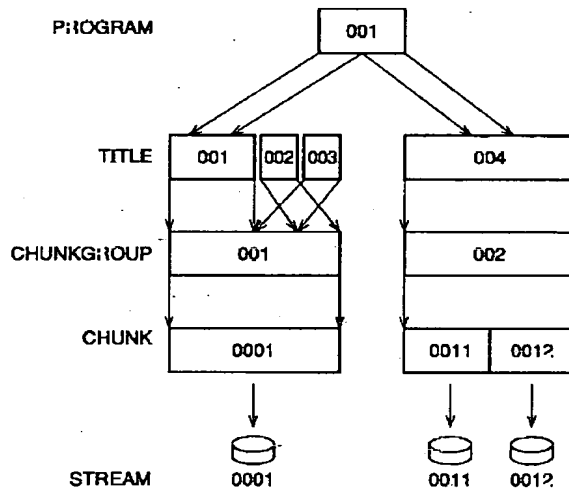 PROGRAM 001
TITLE 001 002 003 004
CHUNKGROUP 001 002
CHUNK 0001 0011 0012
STREAM 0001 0011 0012